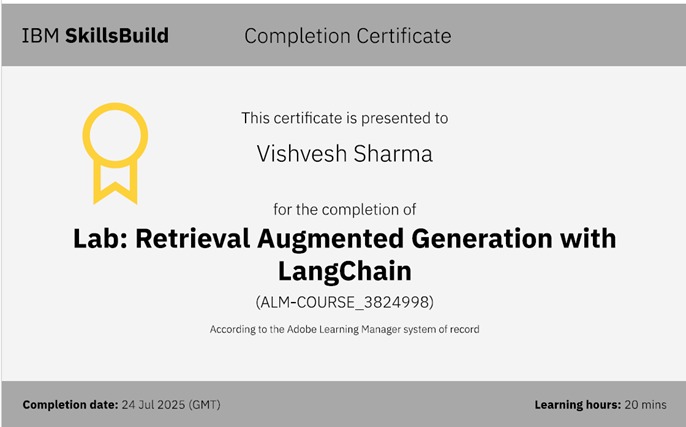 IBM SkillsBuild
Completion Certificate
This certificate is presented to
Vishvesh Sharma
for the completion of
Lab: Retrieval Augmented Generation with
LangChain
(ALM-COURSE_3824998)
According to the Adobe Learning Manager system of record
Completion date: 24 Jul 2025 (GMT)
Learning hours: 20 mins